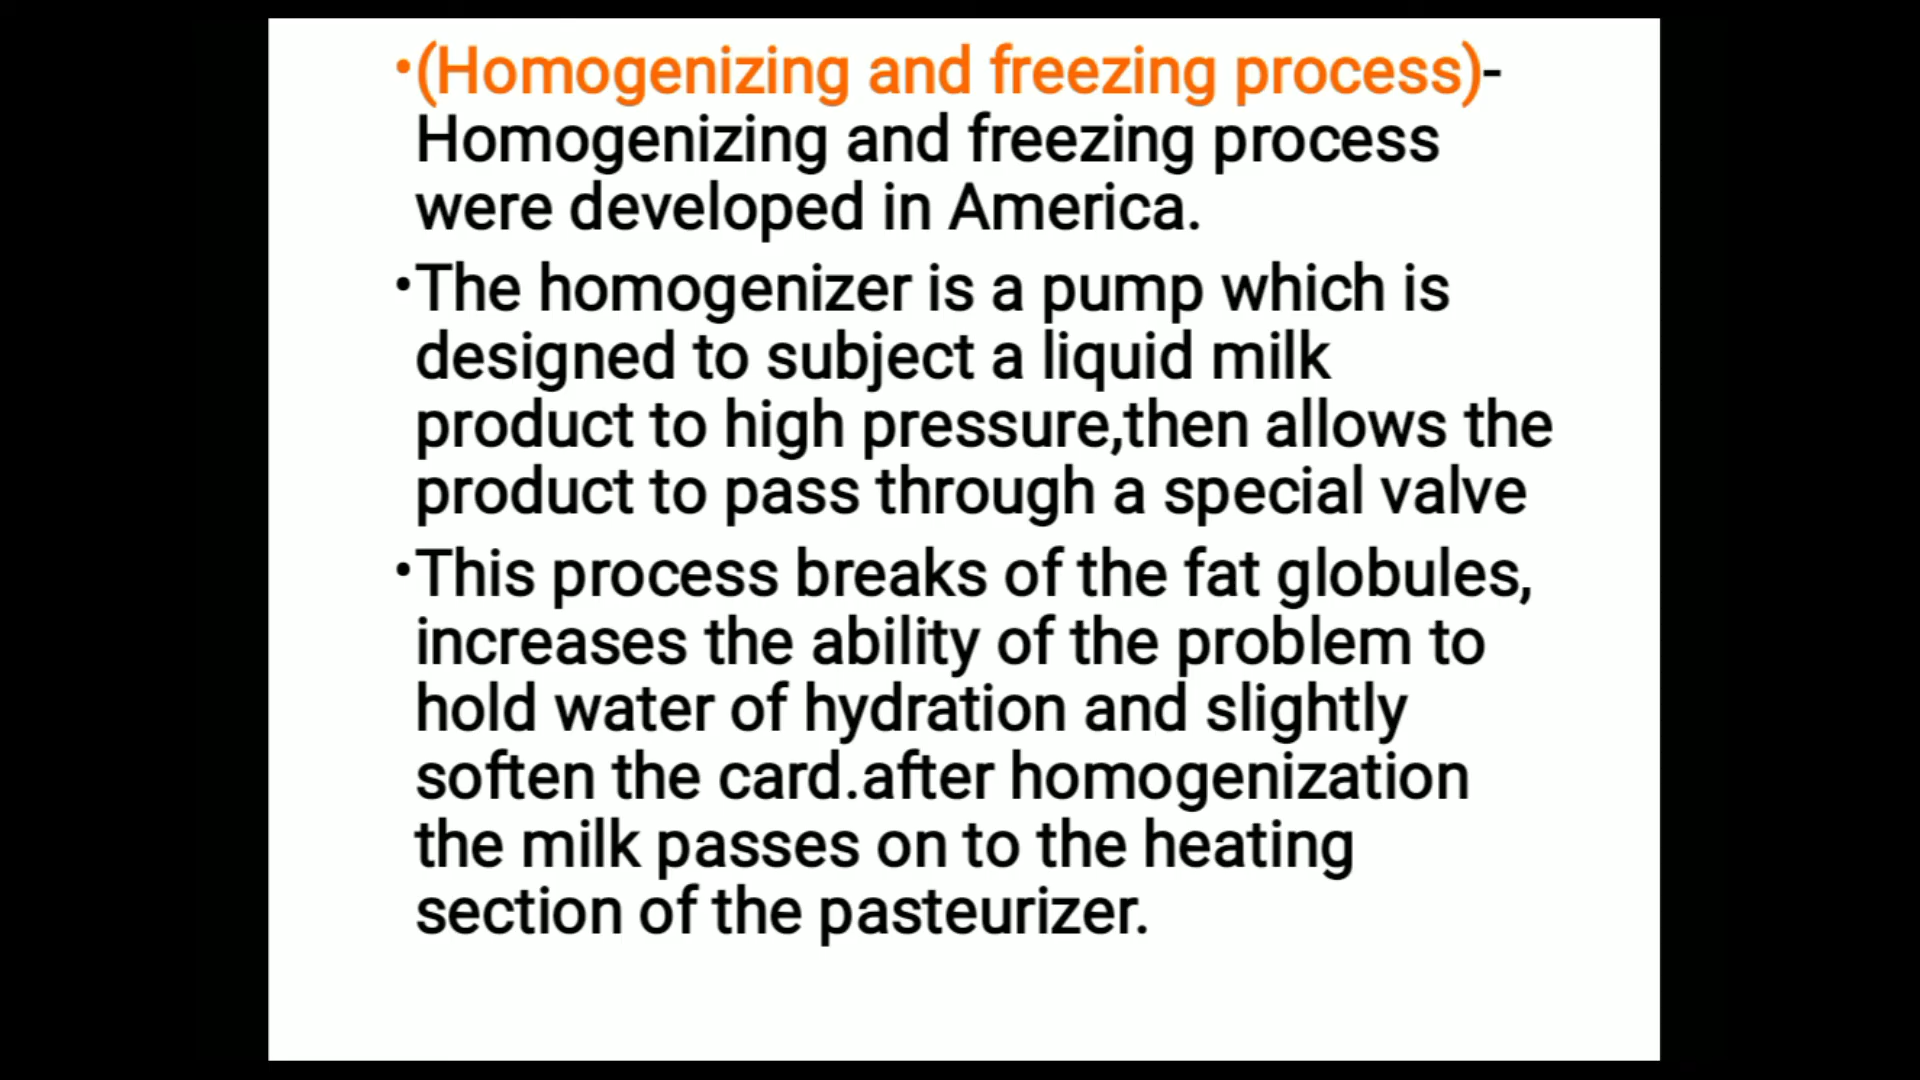 •(Homogenizing and freezing process)-
Homogenizing and freezing process
were developed in America.
•The homogenizer is a pump which is
designed to subject a liquid milk
product to high pressure,then allows the
product to pass through a special valve
•This process breaks of the fat globules,
increases the ability of the problem to
hold water of hydration and slightly
soften the card.after homogenization
the milk passes on to the heating
section of the pasteurizer.